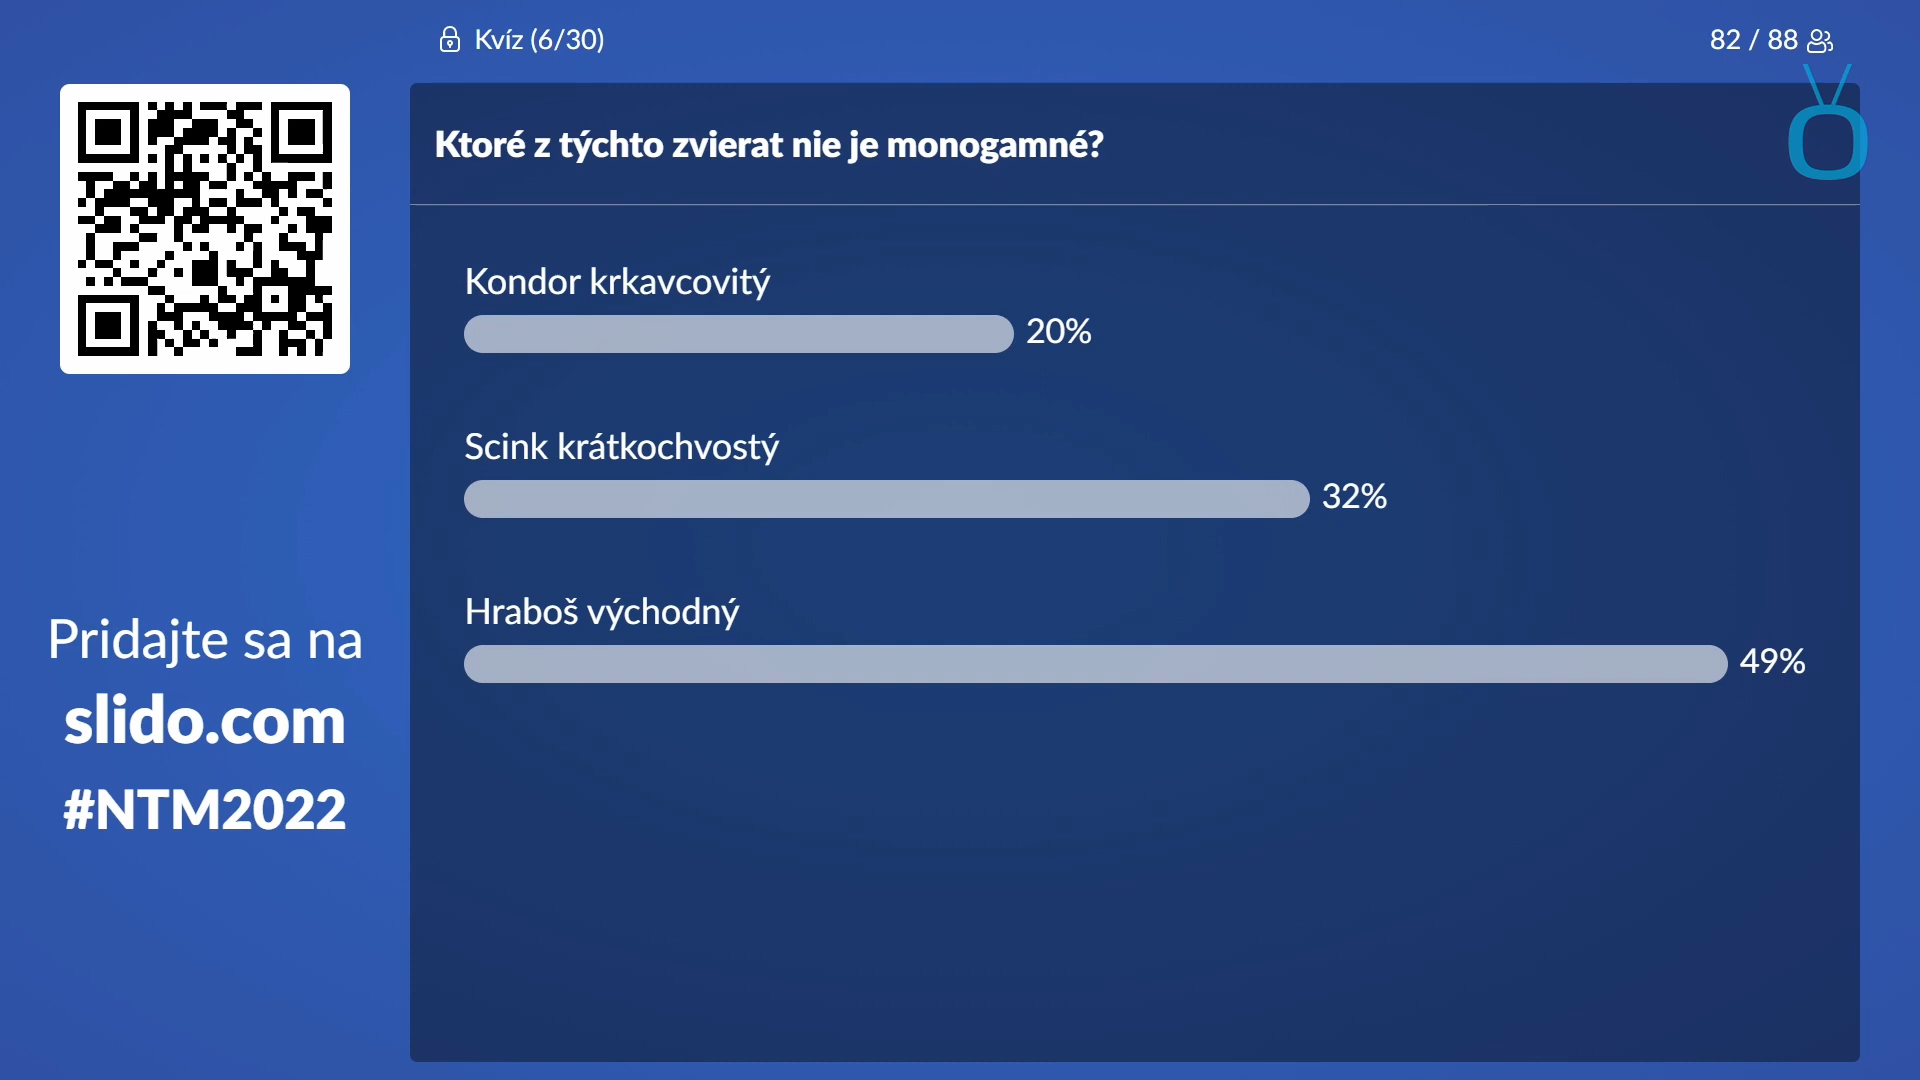 Kvíz (6/30)
82 / 88
Ktoré z týchto zvierat nie je monogamné?
Kondor krkavcovitý
20%
Scink krátkochvostý
32%
Hraboš východný
49%
Pridajte sa na
slido.com
#NTM2022